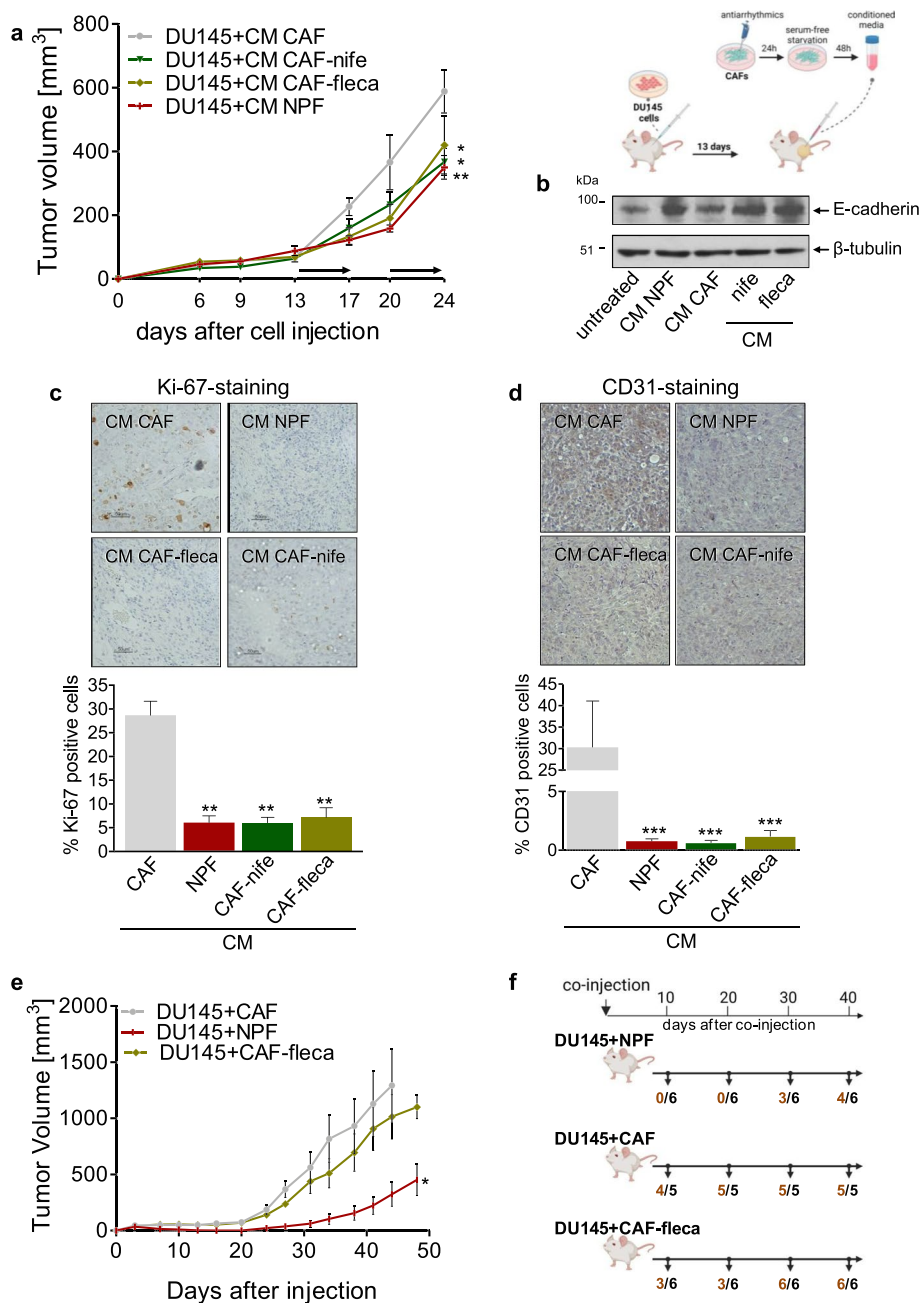 a
Tumor volume [mm³]
800
600
400
200
0
DU145+CM CAF
DU145+CM CAF-nife
DU145+CM CAF-fleca
DU145+CM NPF
*
*
**
0 6 9 13 17 20 24
days after cell injection
antiarrhythmics
serum-free
starvation
conditioned
media
24h
48h
CAFs
DU145
cells
13 days
b
kDa
100
E-cadherin
51
β-tubulin
untreated
CM NPF
CM CAF
nife
fleca
CM
c
Ki-67-staining
CM CAF
CM NPF
CM CAF-fleca
CM CAF-nife
% Ki-67 positive cells
35
30
25
20
15
10
5
0
** ** **
CAF
NPF
CAF-nife
CAF-fleca
CM
d
CD31-staining
CM CAF
CM NPF
CM CAF-fleca
CM CAF-nife
% CD31 positive cells
45
40
35
30
25
5
0
*** *** ***
CAF
NPF
CAF-nife
CAF-fleca
CM
e
Tumor Volume [mm³]
2000
1500
1000
500
0
DU145+CAF
DU145+NPF
DU145+CAF-fleca
*
0 10 20 30 40 50
Days after injection
f
co-injection
10 20 30 40
days after co-injection
DU145+NPF
0/6 0/6 3/6 4/6
DU145+CAF
4/5 5/5 5/5 5/5
DU145+CAF-fleca
3/6 3/6 6/6 6/6